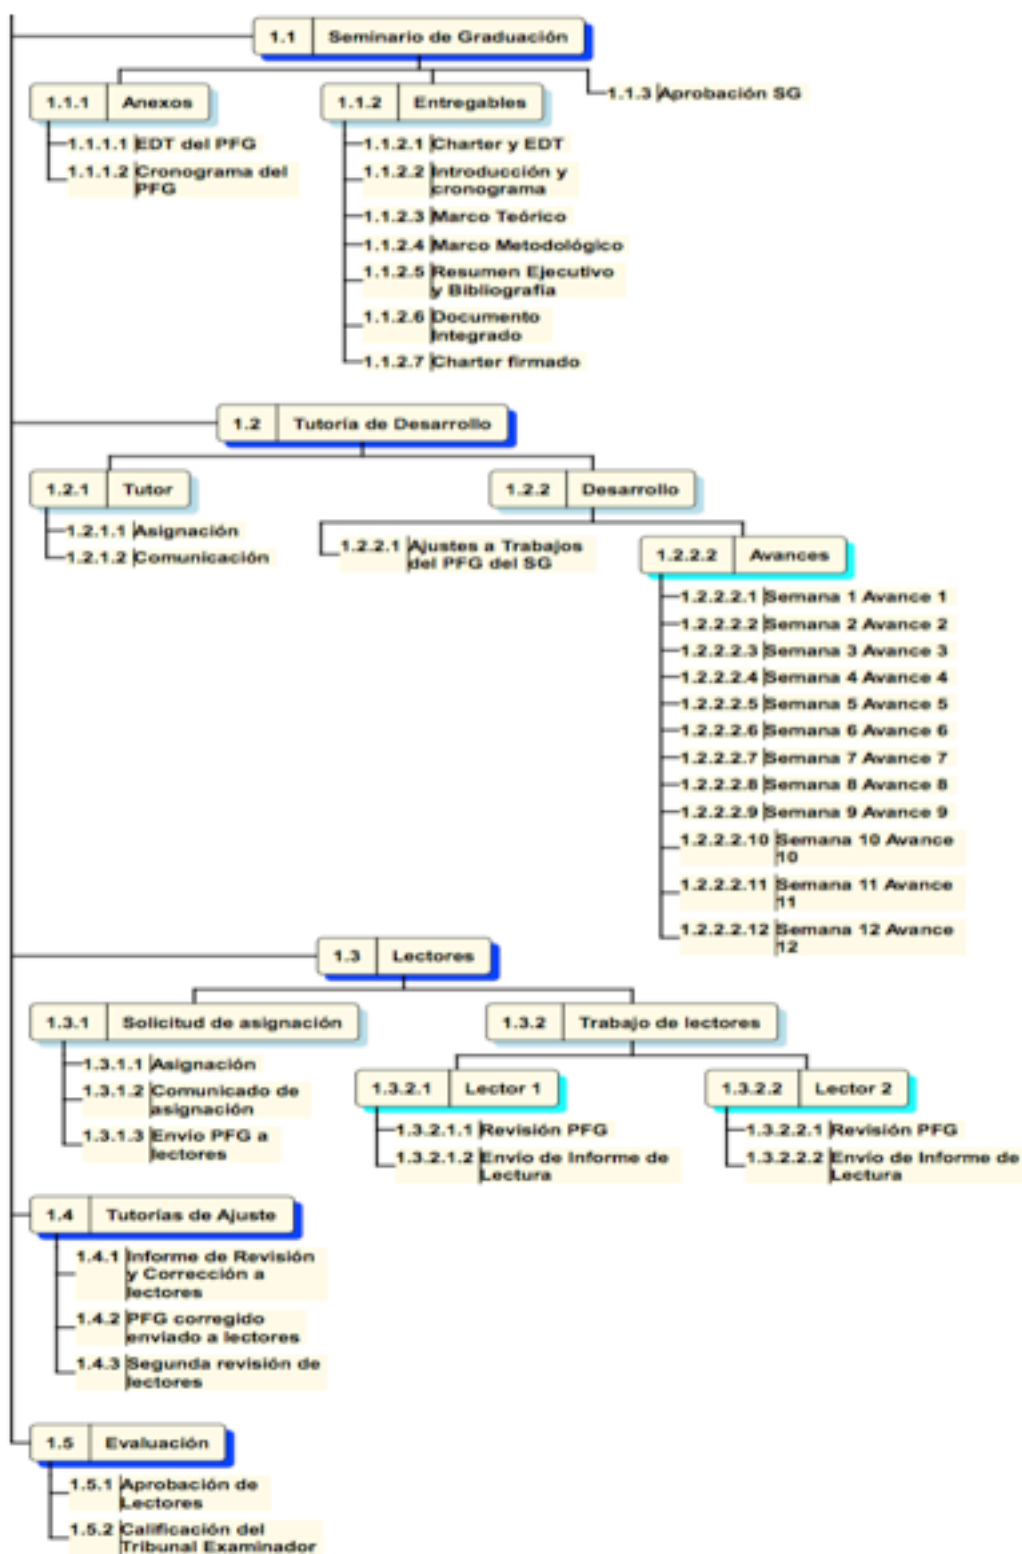 1.1 Seminario de Graduación
1.1.1 Anexos
1.1.1.1 EDT del PFG
1.1.1.2 Cronograma del
PFG
1.1.2 Entregables
1.1.2.1 Charter y EDT
1.1.2.2 Introducción y
cronograma
1.1.2.3 Marco Teórico
1.1.2.4 Marco Metodológico
1.1.2.5 Resumen Ejecutivo
y Bibliografía
1.1.2.6 Documento
Integrado
1.1.2.7 Charter firmado
1.1.3 Aprobación SG
1.2 Tutoría de Desarrollo
1.2.1 Tutor
1.2.1.1 Asignación
1.2.1.2 Comunicación
1.2.2 Desarrollo
1.2.2.1 Ajustes a Trabajos
del PFG del SG
1.2.2.2 Avances
1.2.2.2.1 Semana 1 Avance 1
1.2.2.2.2 Semana 2 Avance 2
1.2.2.2.3 Semana 3 Avance 3
1.2.2.2.4 Semana 4 Avance 4
1.2.2.2.5 Semana 5 Avance 5
1.2.2.2.6 Semana 6 Avance 6
1.2.2.2.7 Semana 7 Avance 7
1.2.2.2.8 Semana 8 Avance 8
1.2.2.2.9 Semana 9 Avance 9
1.2.2.2.10 Semana 10 Avance
10
1.2.2.2.11 Semana 11 Avance
11
1.2.2.2.12 Semana 12 Avance
12
1.3 Lectores
1.3.1 Solicitud de asignación
1.3.1.1 Asignación
1.3.1.2 Comunicado de
asignación
1.3.1.3 Envío PFG a
lectores
1.3.2 Trabajo de lectores
1.3.2.1 Lector 1
1.3.2.1.1 Revisión PFG
1.3.2.1.2 Envío de Informe de
Lectura
1.3.2.2 Lector 2
1.3.2.2.1 Revisión PFG
1.3.2.2.2 Envío de Informe de
Lectura
1.4 Tutorías de Ajuste
1.4.1 Informe de Revisión
y Corrección a
lectores
1.4.2 PFG corregido
enviado a lectores
1.4.3 Segunda revisión de
lectores
1.5 Evaluación
1.5.1 Aprobación de
Lectores
1.5.2 Calificación del
Tribunal Examinador